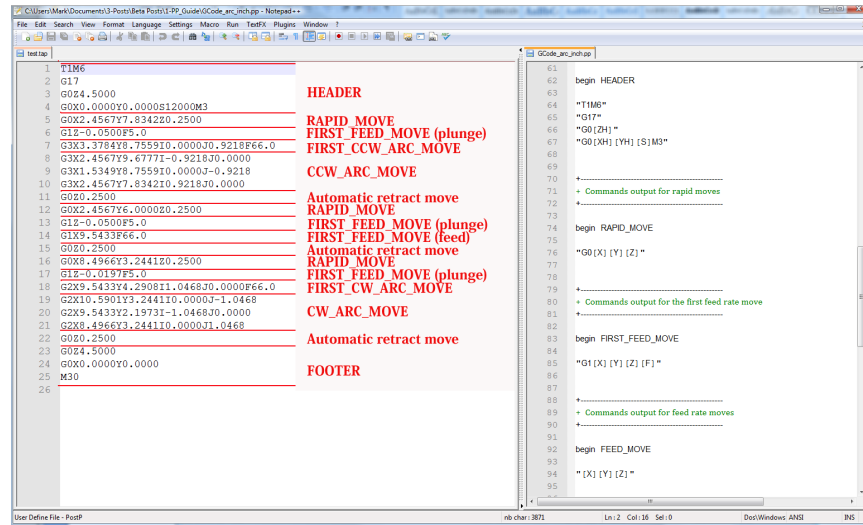 C:\Users\Mark\Documents\3-Posts\Beta Posts\1-PP_Guide\GCode_arc_inch.pp - Notepad++
File Edit Search View Format Language Settings Macro Run TextFX Plugins Window ?
test.tap
1 T1M6
2 G17
3 G0Z4.5000
HEADER
4 G0X0.0000Y0.0000S12000M3
5 G0X2.4567Y7.8342Z0.2500
RAPID_MOVE
6 G1Z-0.0500F5.0
FIRST_FEED_MOVE (plunge)
7 G3X3.3784Y8.7559I0.0000J0.9218F66.0
FIRST_CCW_ARC_MOVE
8 G3X2.4567Y9.6777I-0.9218J0.0000
9 G3X1.5349Y8.7559I0.0000J-0.9218
CCW_ARC_MOVE
10 G3X2.4567Y7.8342I0.9218J0.0000
11 G0Z0.2500
Automatic retract move
12 G0X2.4567Y6.0000Z0.2500
RAPID_MOVE
13 G1Z-0.0500F5.0
FIRST_FEED_MOVE (plunge)
14 G1X9.5433F66.0
FIRST_FEED_MOVE (feed)
15 G0Z0.2500
Automatic retract move
16 G0X8.4966Y3.2441Z0.2500
RAPID_MOVE
17 G1Z-0.0197F5.0
FIRST_FEED_MOVE (plunge)
18 G2X9.5433Y4.2908I1.0468J0.0000F66.0
FIRST_CW_ARC_MOVE
19 G2X10.5901Y3.2441I0.0000J-1.0468
20 G2X9.5433Y2.1973I-1.0468J0.0000
CW_ARC_MOVE
21 G2X8.4966Y3.2441I0.0000J1.0468
22 G0Z0.2500
Automatic retract move
23 G0Z4.5000
24 G0X0.0000Y0.0000
FOOTER
25 M30
26
GCode_arc_inch.pp
61
62 begin HEADER
63
64 "T1M6"
65 "G17"
66 "G0[ZH]"
67 "G0[XH][YH][S]M3"
68
69
70 +--------------------------------------------------
71 + Commands output for rapid moves
72 +--------------------------------------------------
73
74 begin RAPID_MOVE
75
76 "G0[X][Y][Z]"
77
78
79 +--------------------------------------------------
80 + Commands output for the first feed rate move
81 +--------------------------------------------------
82
83 begin FIRST_FEED_MOVE
84
85 "G1[X][Y][Z][F]"
86
87
88 +--------------------------------------------------
89 + Commands output for feed rate moves
90 +--------------------------------------------------
91
92 begin FEED_MOVE
93
94 "[X][Y][Z]"
95
User Define File - PostP
nb char: 3871
Ln: 2 Col: 16 Sel: 0
Dos\Windows ANSI
INS